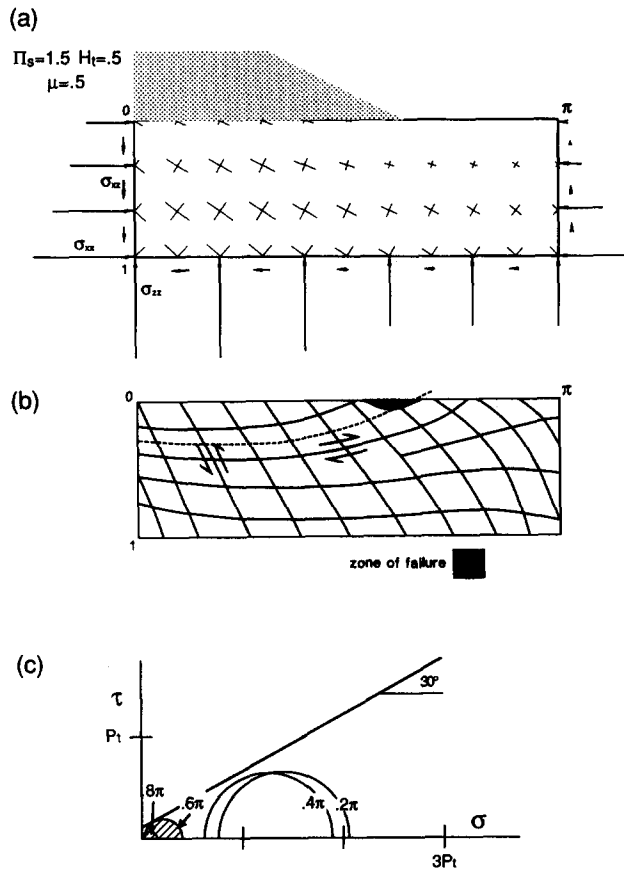 (a)
Πs=1.5 Ht=.5
μ=.5
0
π
σxz
σxx
1
σzz
(b)
0
π
1
zone of failure
(c)
τ
30°
Pt
.8π
.6π
.4π
.2π
σ
3Pt